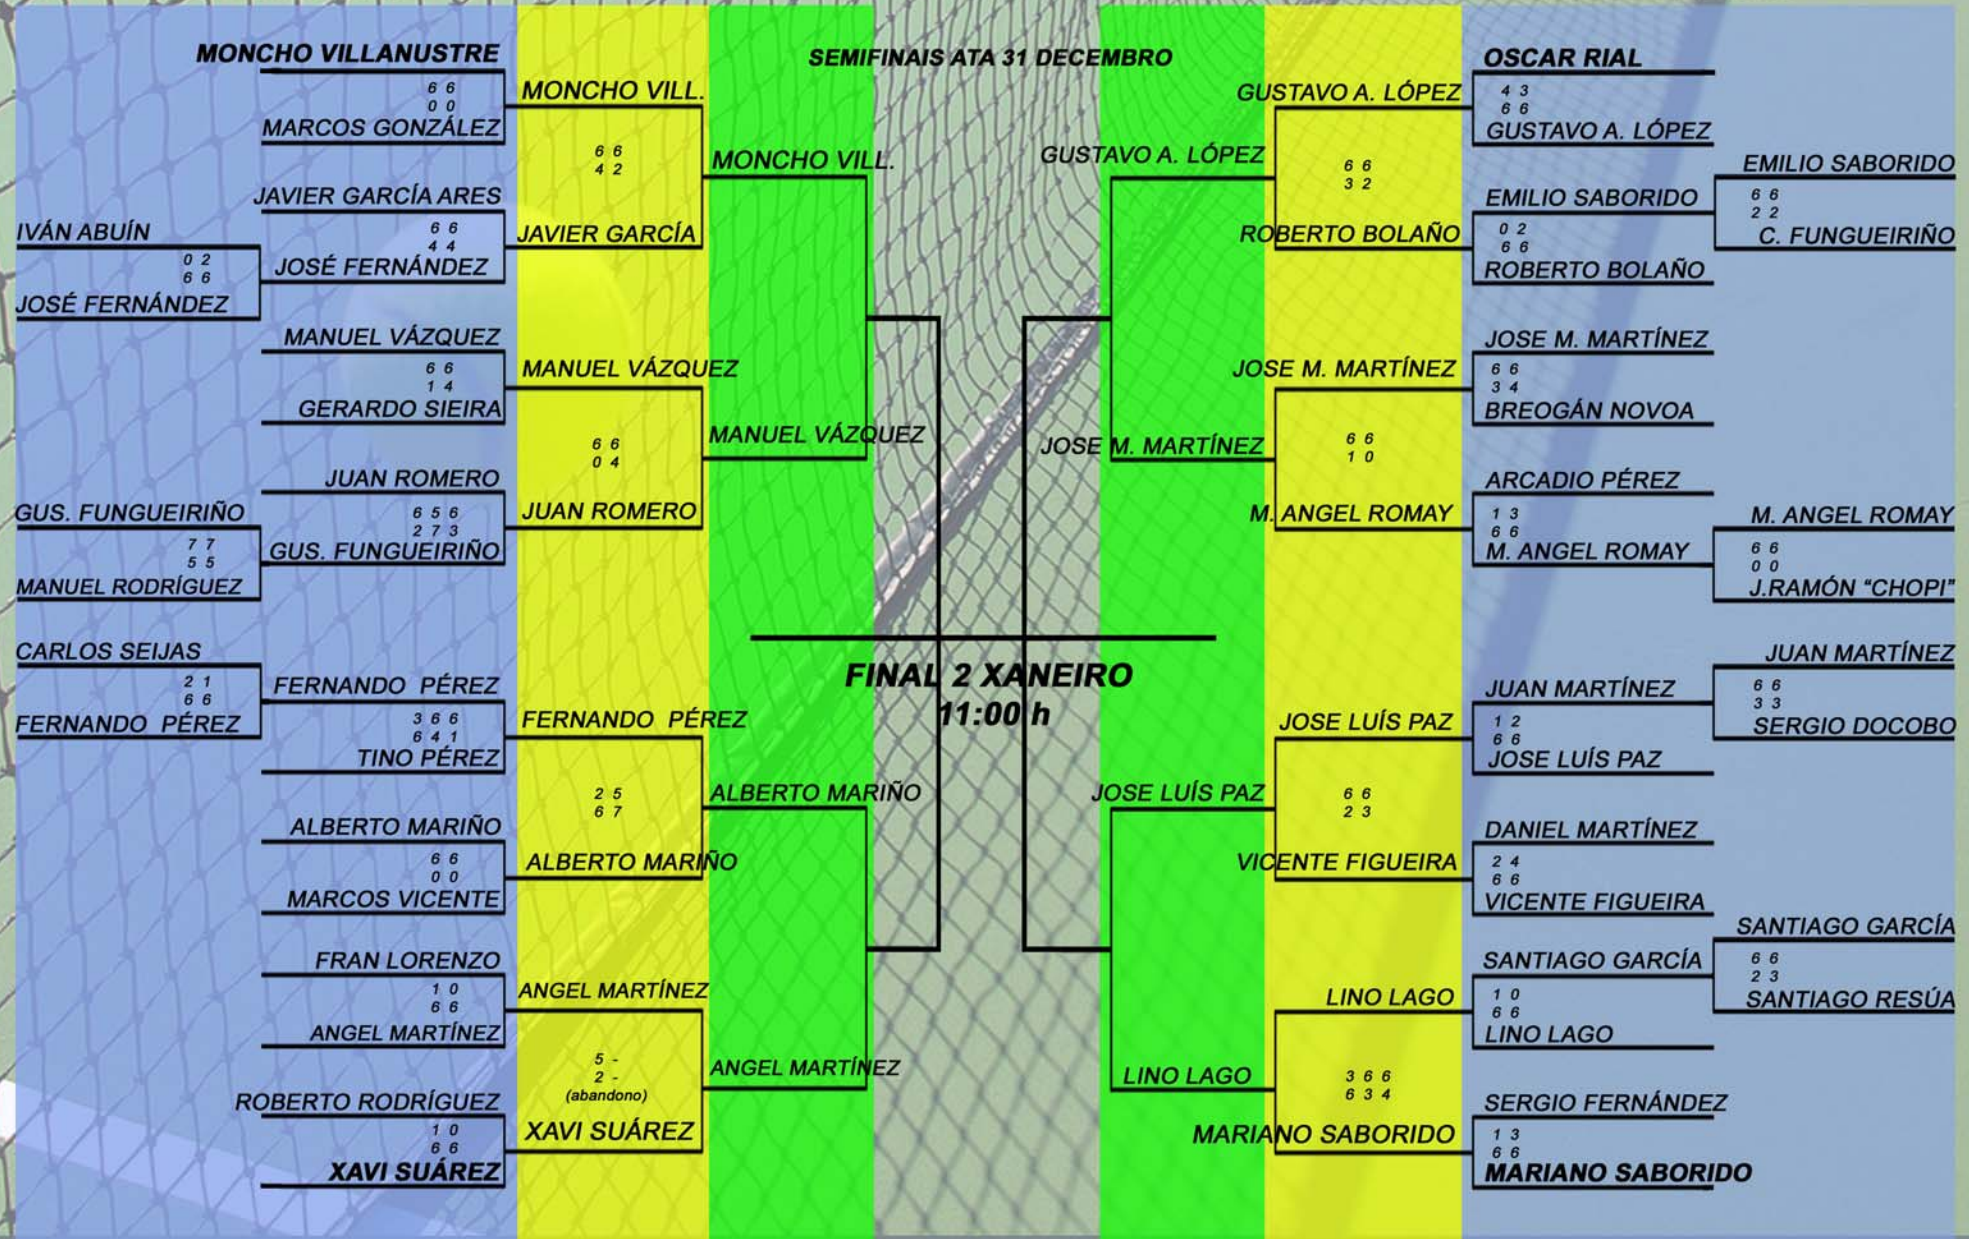 SEMIFINAIS ATA 31 DECEMBRO
IVÁN ABUÍN
0 2
6 6
JOSÉ FERNÁNDEZ
GUS. FUNGUEIRIÑO
7 7
5 5
MANUEL RODRÍGUEZ
CARLOS SEIJAS
2 1
6 6
FERNANDO PÉREZ
MONCHO VILLANUSTRE
6 6
0 0
MARCOS GONZÁLEZ
JAVIER GARCÍA ARES
6 6
4 4
JOSÉ FERNÁNDEZ
MANUEL VÁZQUEZ
6 6
1 4
GERARDO SIEIRA
JUAN ROMERO
6 5 6
2 7 3
GUS. FUNGUEIRIÑO
FERNANDO PÉREZ
3 6 6
6 4 1
TINO PÉREZ
ALBERTO MARIÑO
6 6
0 0
MARCOS VICENTE
FRAN LORENZO
1 0
6 6
ANGEL MARTÍNEZ
ROBERTO RODRÍGUEZ
1 0
6 6
XAVI SUÁREZ
MONCHO VILL.
6 6
4 2
JAVIER GARCÍA
MANUEL VÁZQUEZ
6 6
0 4
JUAN ROMERO
FERNANDO PÉREZ
2 5
6 7
ALBERTO MARIÑO
ANGEL MARTÍNEZ
5 -
2 -
(abandono)
XAVI SUÁREZ
MONCHO VILL.
MANUEL VÁZQUEZ
ALBERTO MARIÑO
ANGEL MARTÍNEZ
FINAL 2 XANEIRO
11:00 h
GUSTAVO A. LÓPEZ
JOSE M. MARTÍNEZ
JOSE LUÍS PAZ
LINO LAGO
GUSTAVO A. LÓPEZ
6 6
3 2
ROBERTO BOLAÑO
JOSE M. MARTÍNEZ
6 6
1 0
M. ANGEL ROMAY
JOSE LUÍS PAZ
6 6
2 3
VICENTE FIGUEIRA
LINO LAGO
3 6 6
6 3 4
MARIANO SABORIDO
OSCAR RIAL
4 3
6 6
GUSTAVO A. LÓPEZ
EMILIO SABORIDO
0 2
6 6
ROBERTO BOLAÑO
JOSE M. MARTÍNEZ
6 6
3 4
BREOGÁN NOVOA
ARCADIO PÉREZ
1 3
6 6
M. ANGEL ROMAY
JUAN MARTÍNEZ
1 2
6 6
JOSE LUÍS PAZ
DANIEL MARTÍNEZ
2 4
6 6
VICENTE FIGUEIRA
SANTIAGO GARCÍA
1 0
6 6
LINO LAGO
SERGIO FERNÁNDEZ
1 3
6 6
MARIANO SABORIDO
EMILIO SABORIDO
6 6
2 2
C. FUNGUEIRIÑO
M. ANGEL ROMAY
6 6
0 0
J.RAMÓN “CHOPI”
JUAN MARTÍNEZ
6 6
3 3
SERGIO DOCOBO
SANTIAGO GARCÍA
6 6
2 3
SANTIAGO RESÚA